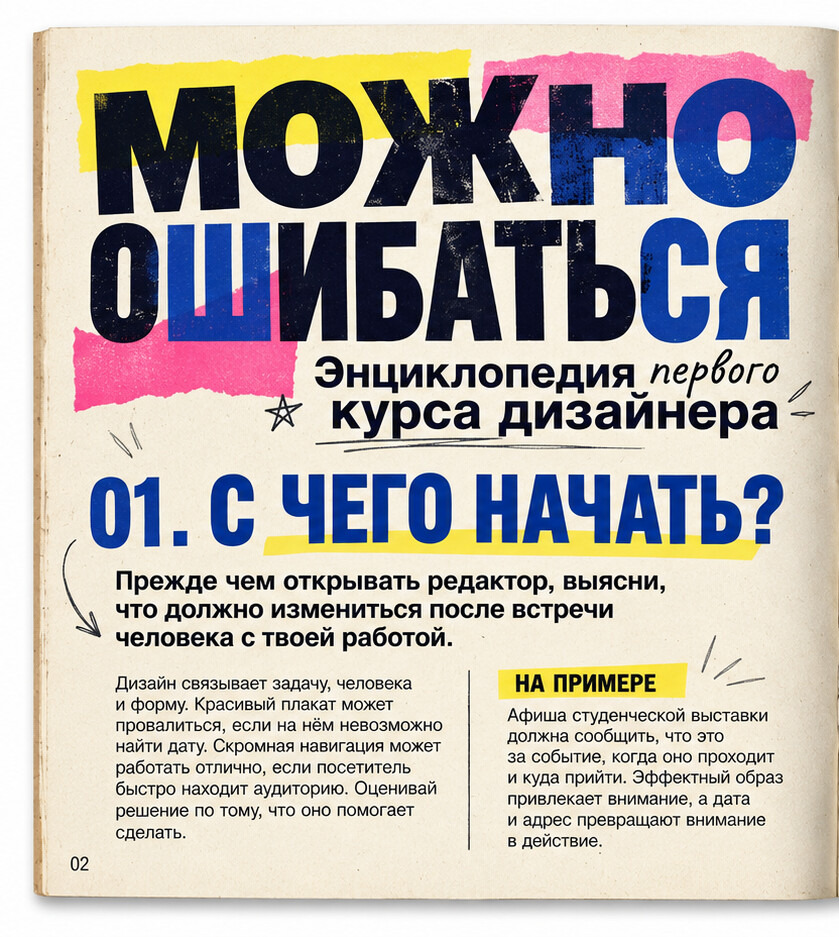 МОЖНО
ОШИБАТЬСЯ
Энциклопедия первого
курса дизайнера
01. С ЧЕГО НАЧАТЬ?
Прежде чем открывать редактор, выясни,
что должно измениться после встречи
человека с твоей работой.
Дизайн связывает задачу, человека
и форму. Красивый плакат может
провалиться, если на нём невозможно
найти дату. Скромная навигация может
работать отлично, если посетитель
быстро находит аудиторию. Оценивай
решение по тому, что оно помогает
сделать.
НА ПРИМЕРЕ
Афиша студенческой выставки
должна сообщить, что это
за событие, когда оно проходит
и куда прийти. Эффектный образ
привлекает внимание, а дата
и адрес превращают внимание
в действие.
02